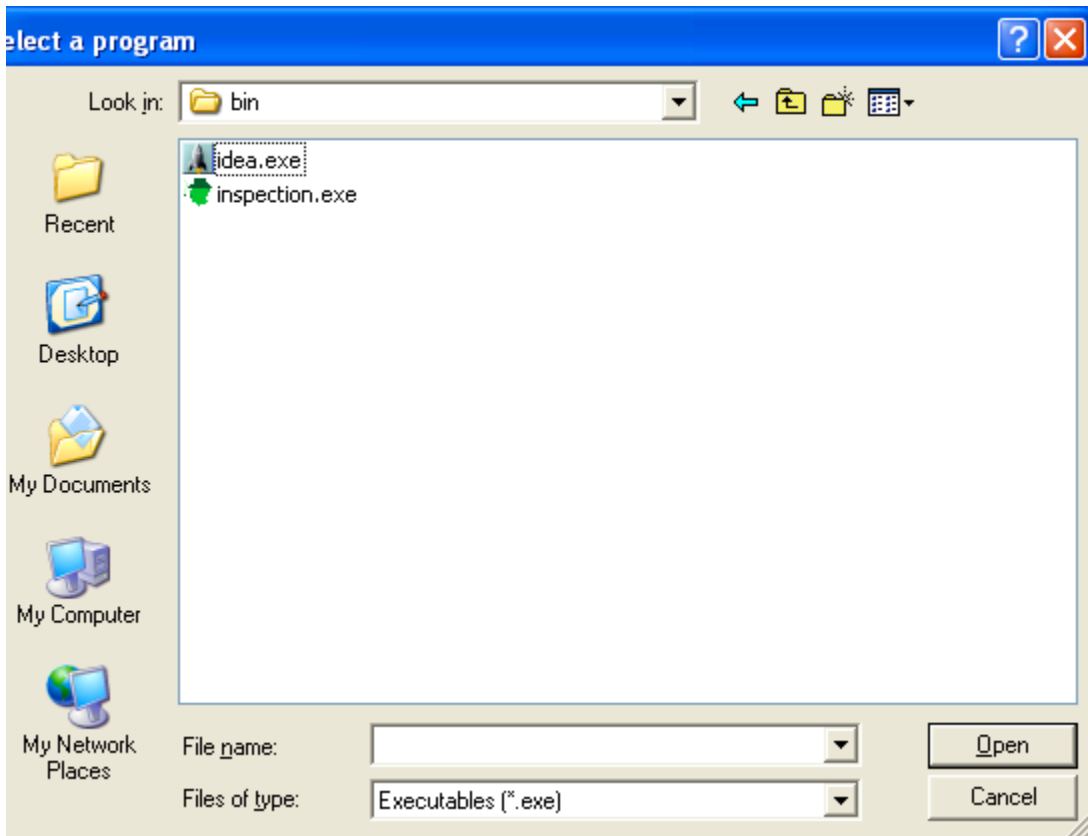 elect a program
Look in:
bin
idea.exe
inspection.exe
Recent
Desktop
My Documents
My Computer
My Network
Places
File name:
Open
Files of type:
Executables (*.exe)
Cancel